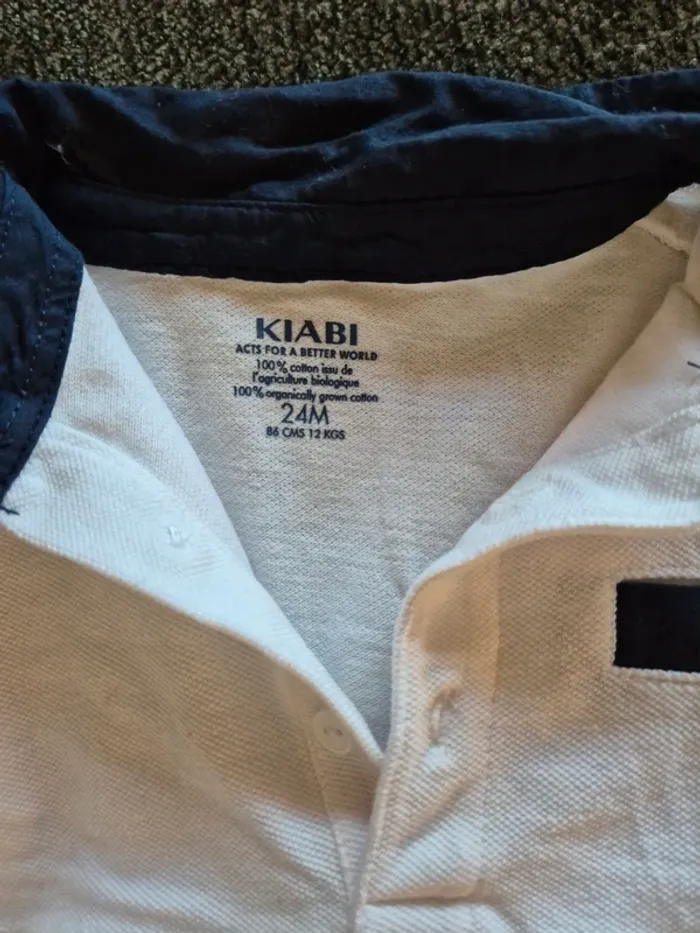 KIABI
ACTS FOR A BETTER WORLD
100% cotton issu de
l'agriculture biologique
100% organically grown cotton
24M
86 CMS 12 KGS